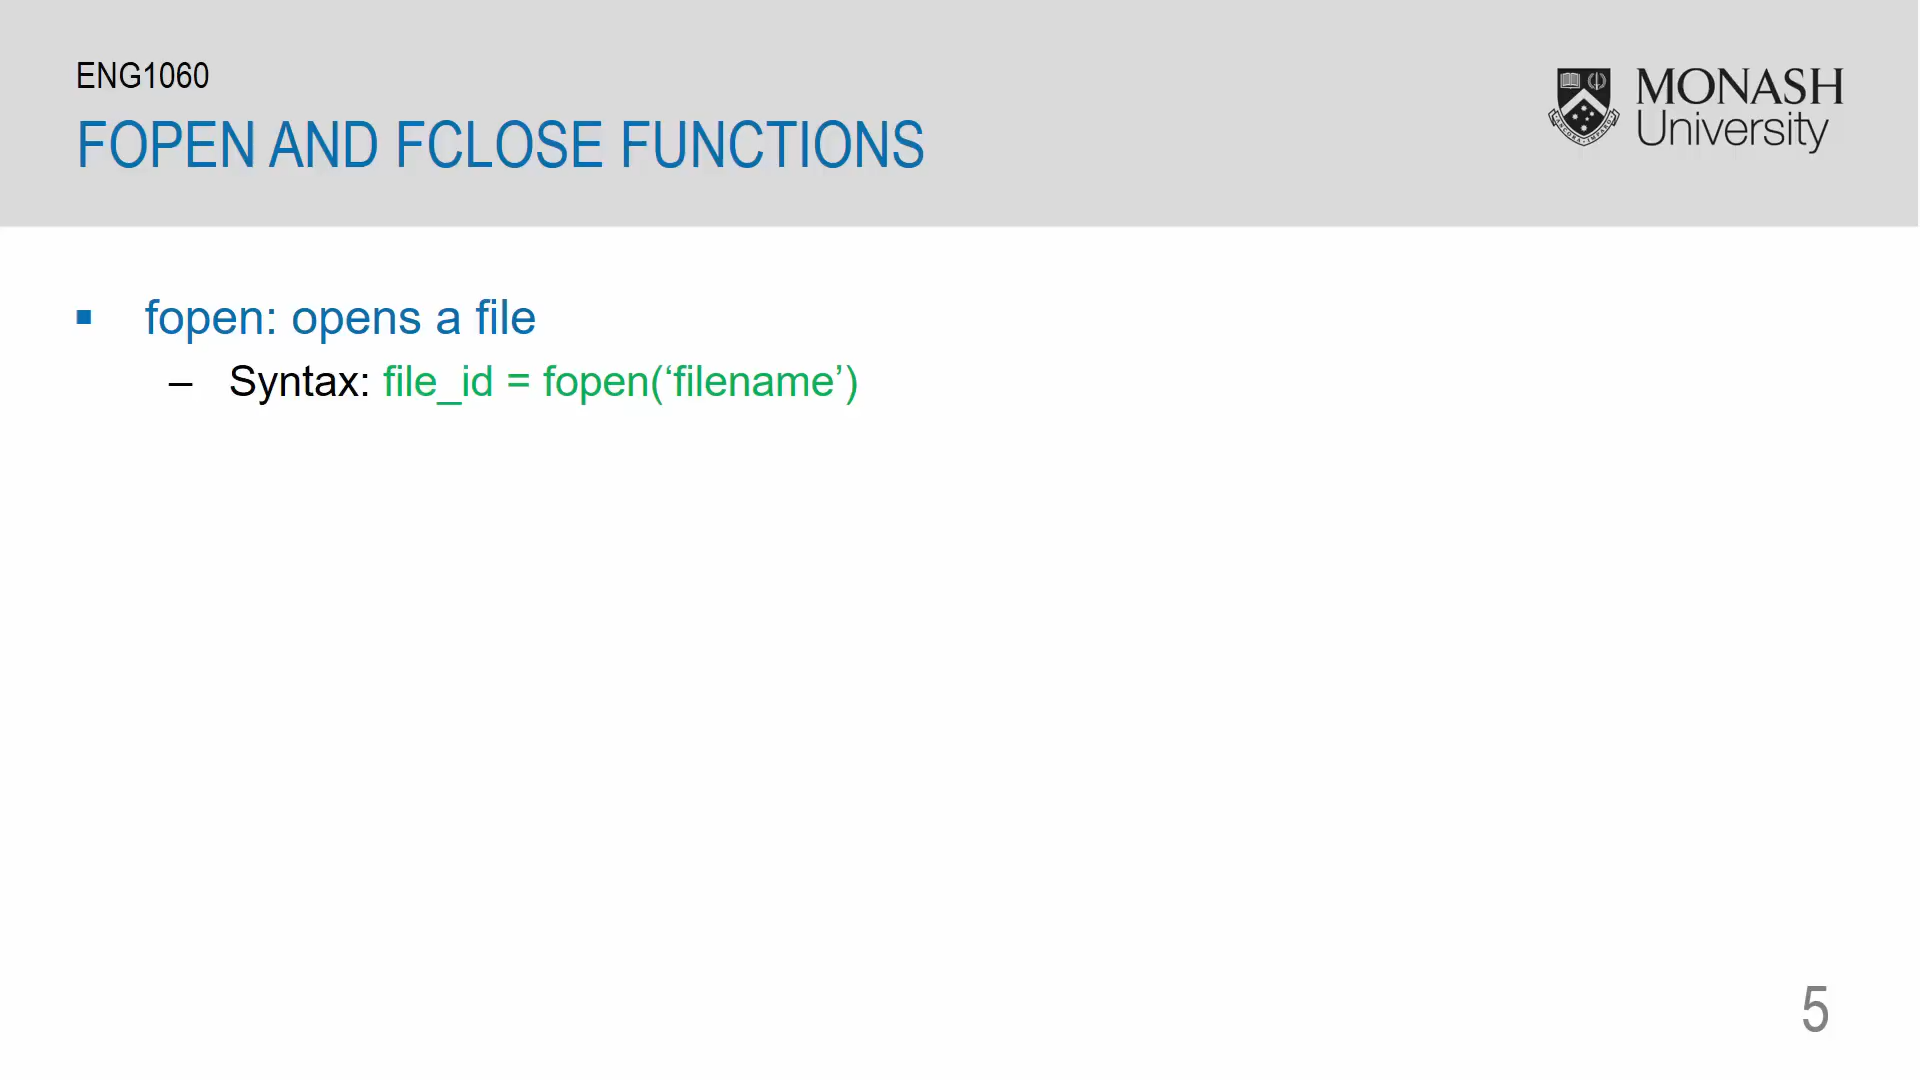 ENG1060
FOPEN AND FCLOSE FUNCTIONS
MONASH
University
▪ fopen: opens a file
– Syntax: file_id = fopen(‘filename’)
5